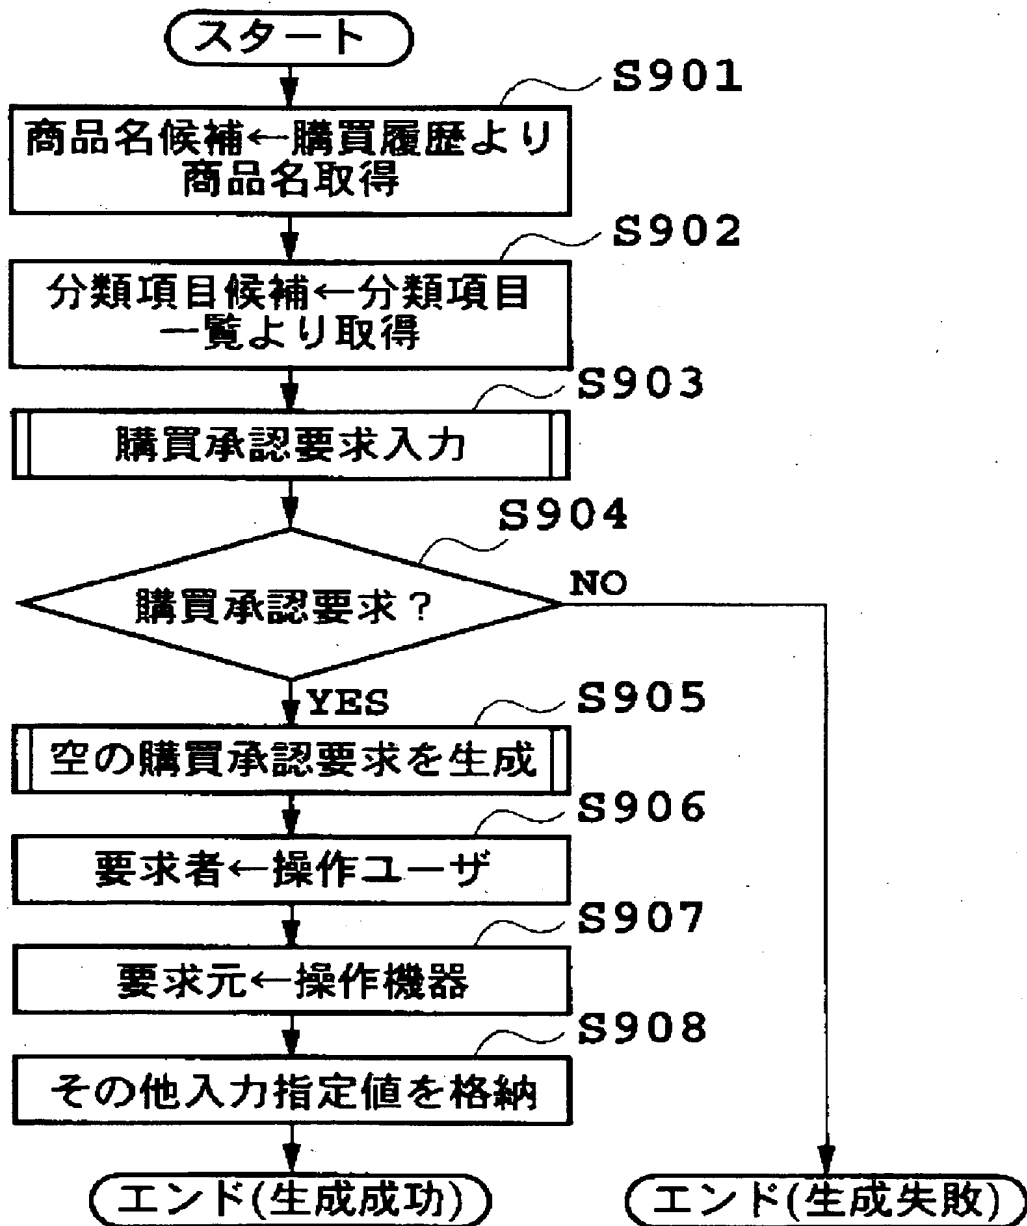 スタート
S901
商品名候補←購買履歴より
商品名取得
S902
分類項目候補←分類項目
一覧より取得
S903
購買承認要求入力
S904
購買承認要求？
NO
YES
S905
空の購買承認要求を生成
S906
要求者←操作ユーザ
S907
要求元←操作機器
S908
その他入力指定値を格納
エンド(生成成功)
エンド(生成失敗)